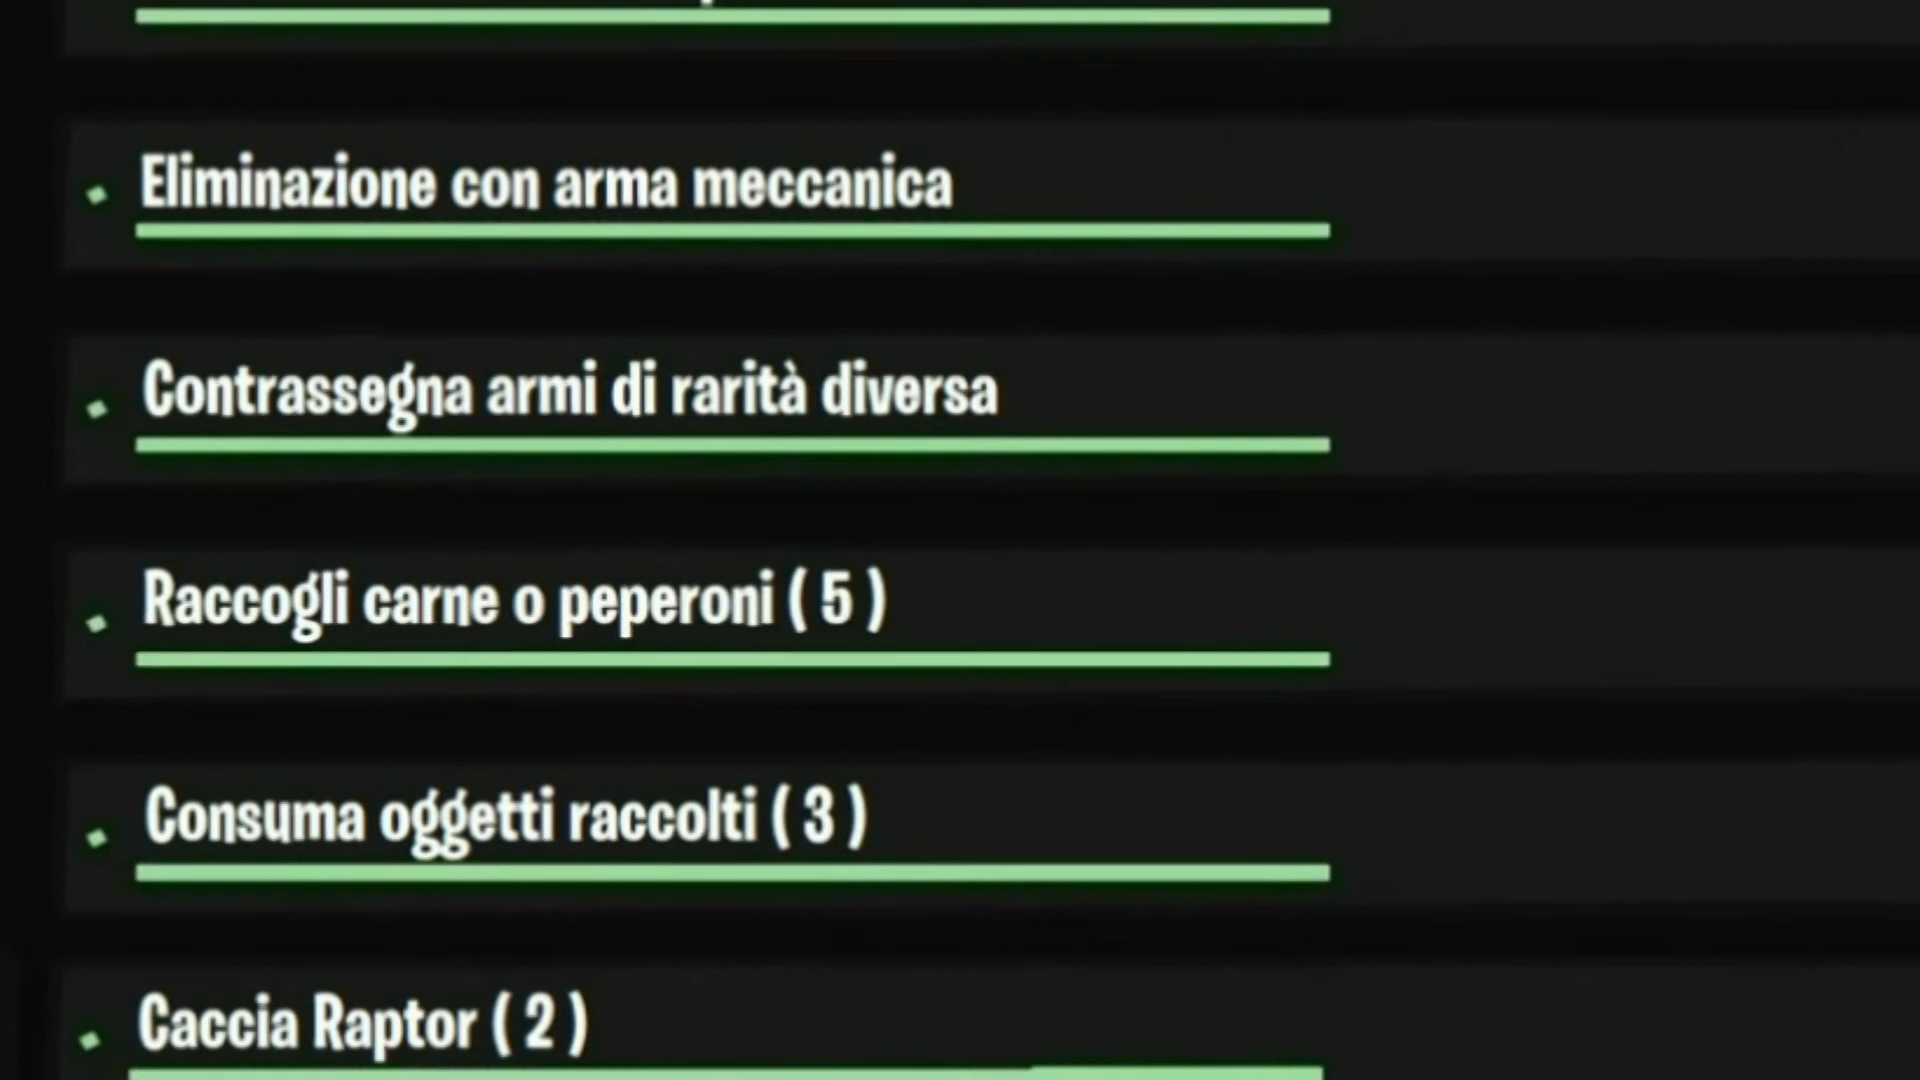 Eliminazione con arma meccanica
Contrassegna armi di rarità diversa
Raccogli carne o peperoni ( 5 )
Consuma oggetti raccolti ( 3 )
Caccia Raptor ( 2 )